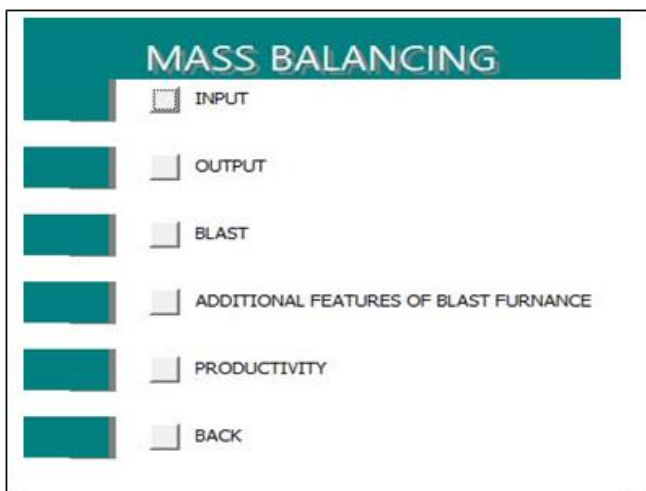 MASS BALANCING
INPUT
OUTPUT
BLAST
ADDITIONAL FEATURES OF BLAST FURNANCE
PRODUCTIVITY
BACK